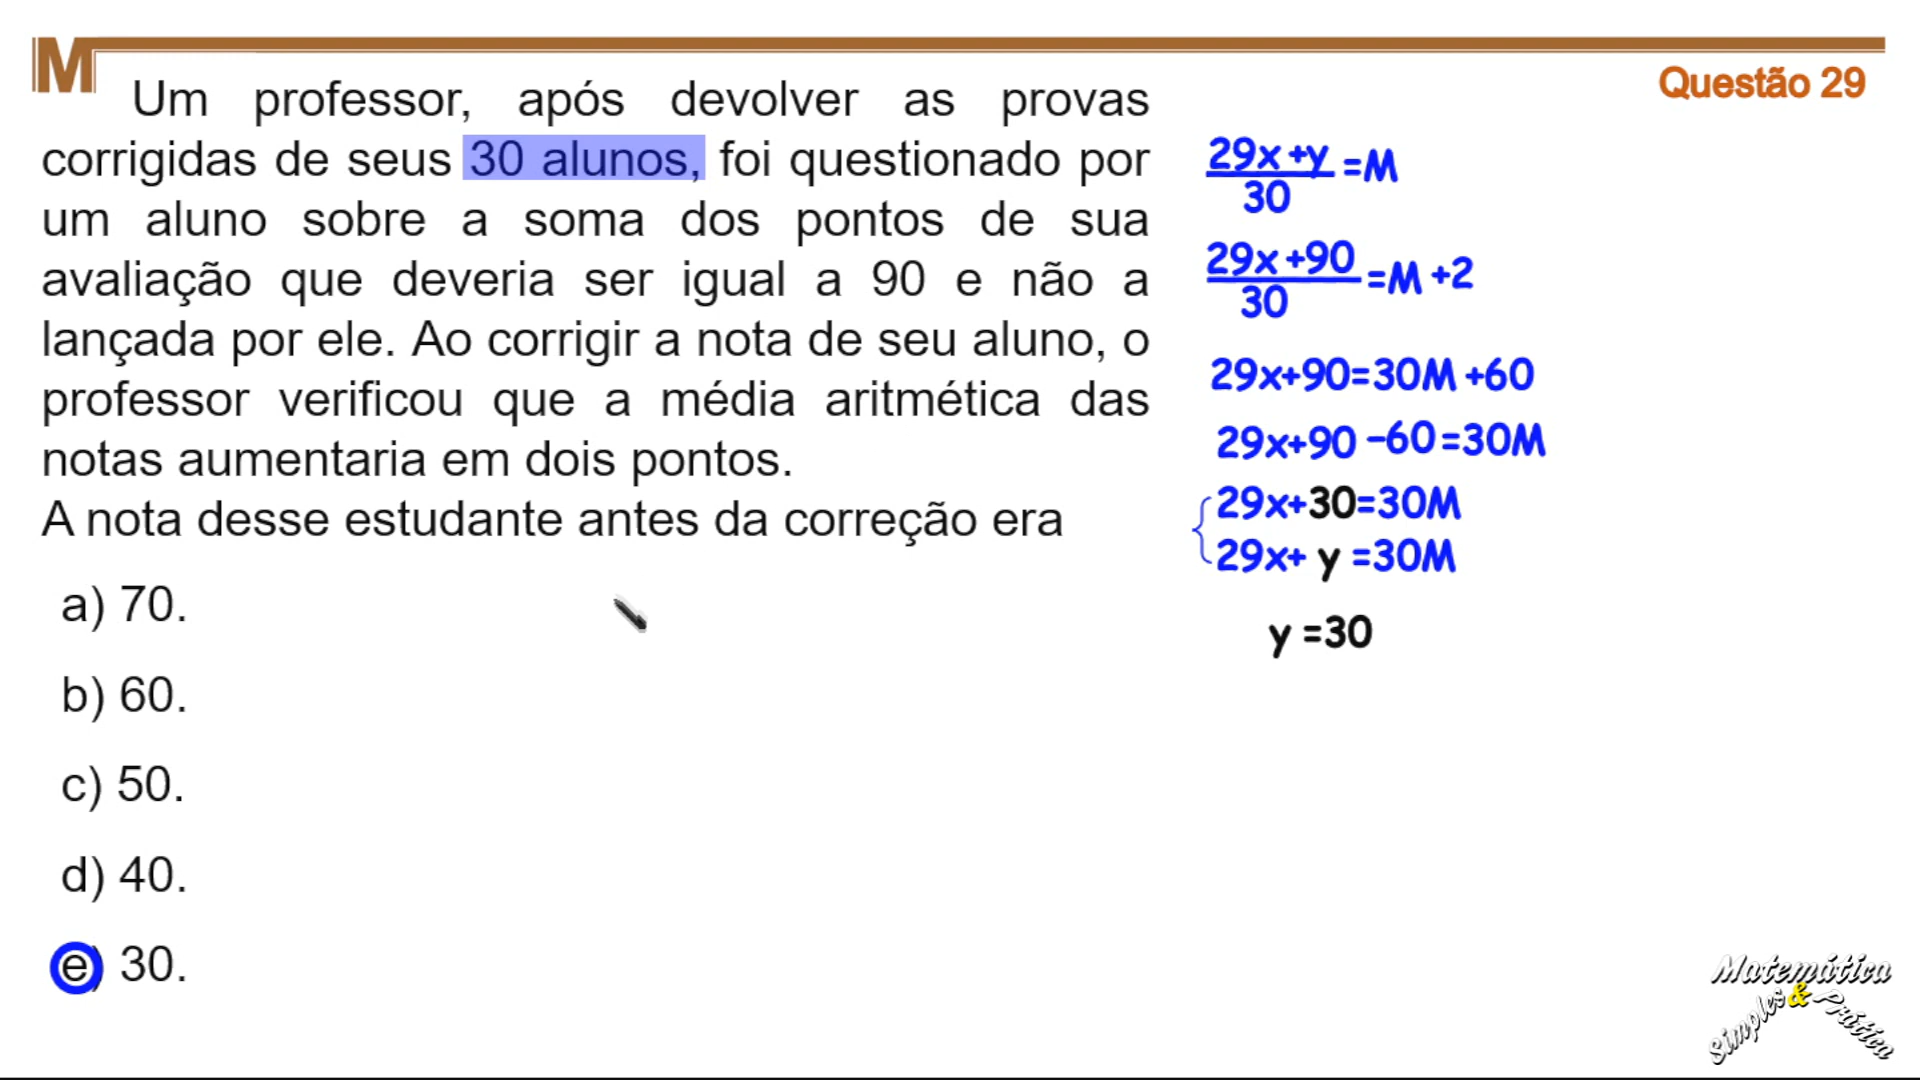 M
Questão 29
Um professor, após devolver as provas
corrigidas de seus 30 alunos, foi questionado por
um aluno sobre a soma dos pontos de sua
avaliação que deveria ser igual a 90 e não a
lançada por ele. Ao corrigir a nota de seu aluno, o
professor verificou que a média aritmética das
notas aumentaria em dois pontos.
A nota desse estudante antes da correção era
a) 70.
b) 60.
c) 50.
d) 40.
e) 30.
29x+y
30
=M
29x+90
30
=M+2
29x+90=30M+60
29x+90-60=30M
29x+30=30M
29x+ y =30M
y =30
Matemática
Simples & Prática